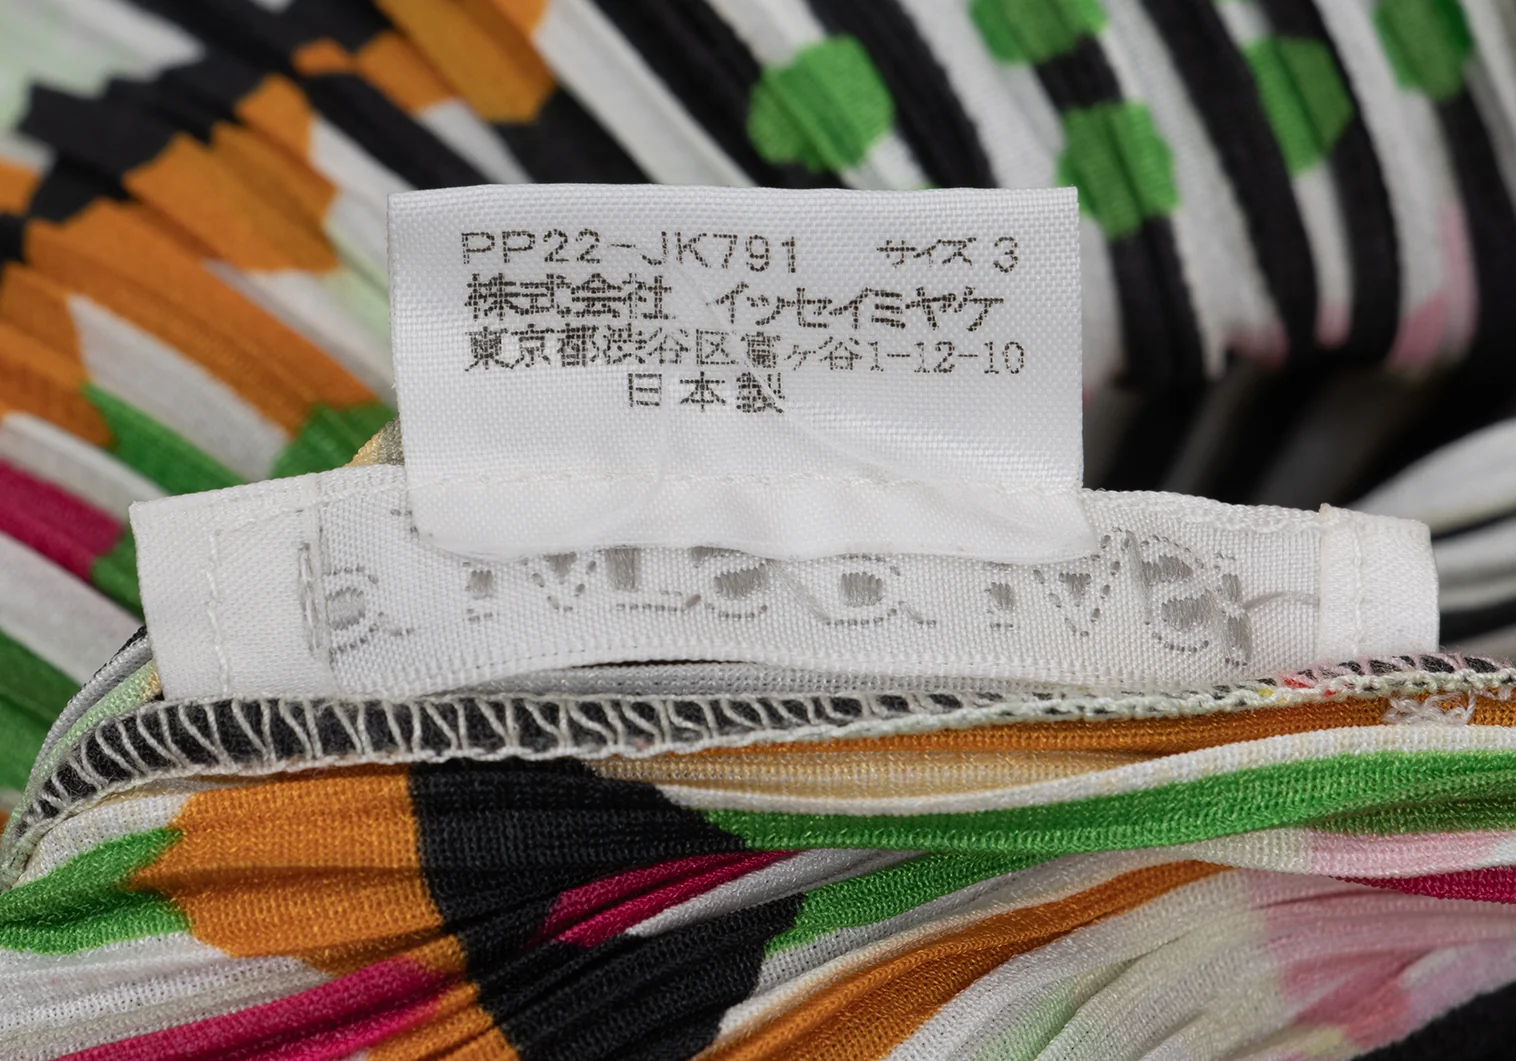 PP22-JK791 サイズ 3
株式会社 イッセイミヤケ
東京都渋谷区富ヶ谷1-12-10
日本製